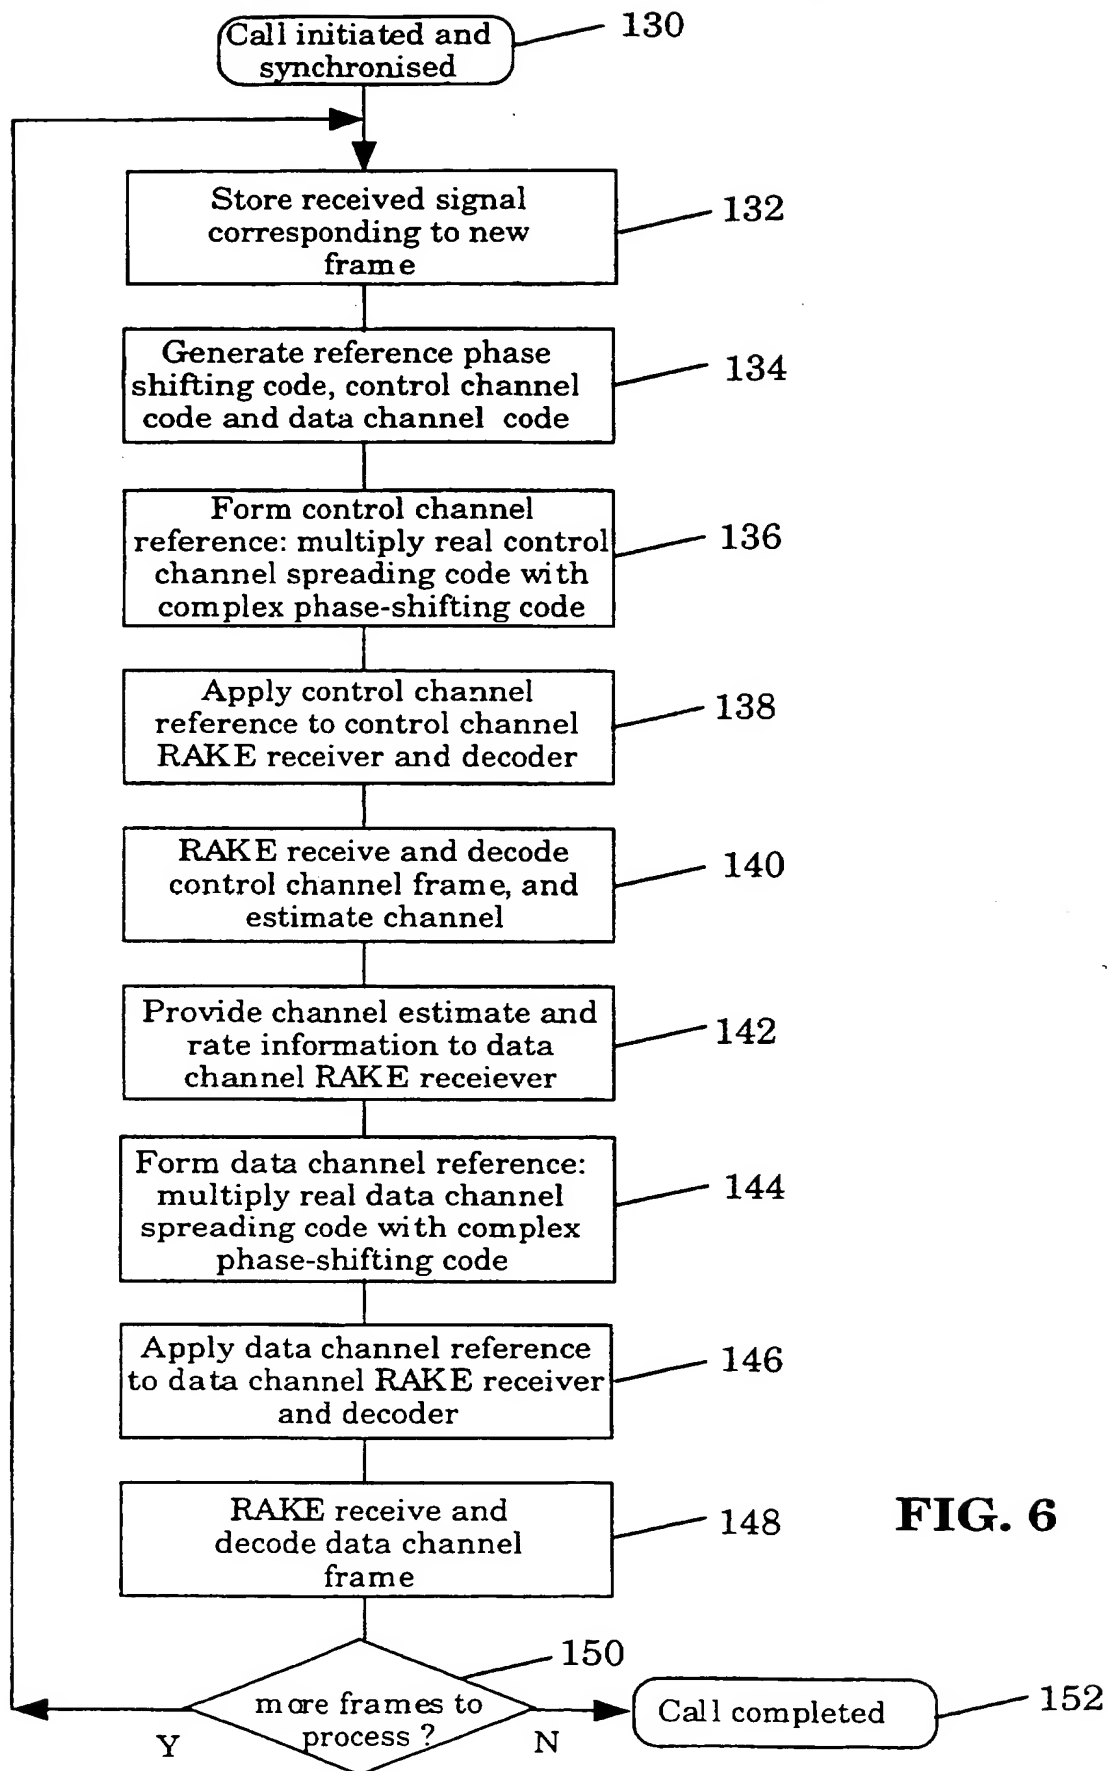 Call initiated and
synchronised
130
Store received signal
corresponding to new
frame
132
Generate reference phase
shifting code, control channel
code and data channel code
134
Form control channel
reference: multiply real control
channel spreading code with
complex phase-shifting code
136
Apply control channel
reference to control channel
RAKE receiver and decoder
138
RAKE receive and decode
control channel frame, and
estimate channel
140
Provide channel estimate and
rate information to data
channel RAKE receiever
142
Form data channel reference:
multiply real data channel
spreading code with complex
phase-shifting code
144
Apply data channel reference
to data channel RAKE receiver
and decoder
146
RAKE receive and
decode data channel
frame
148
FIG. 6
150
more frames to
process ?
Y
N
Call completed
152